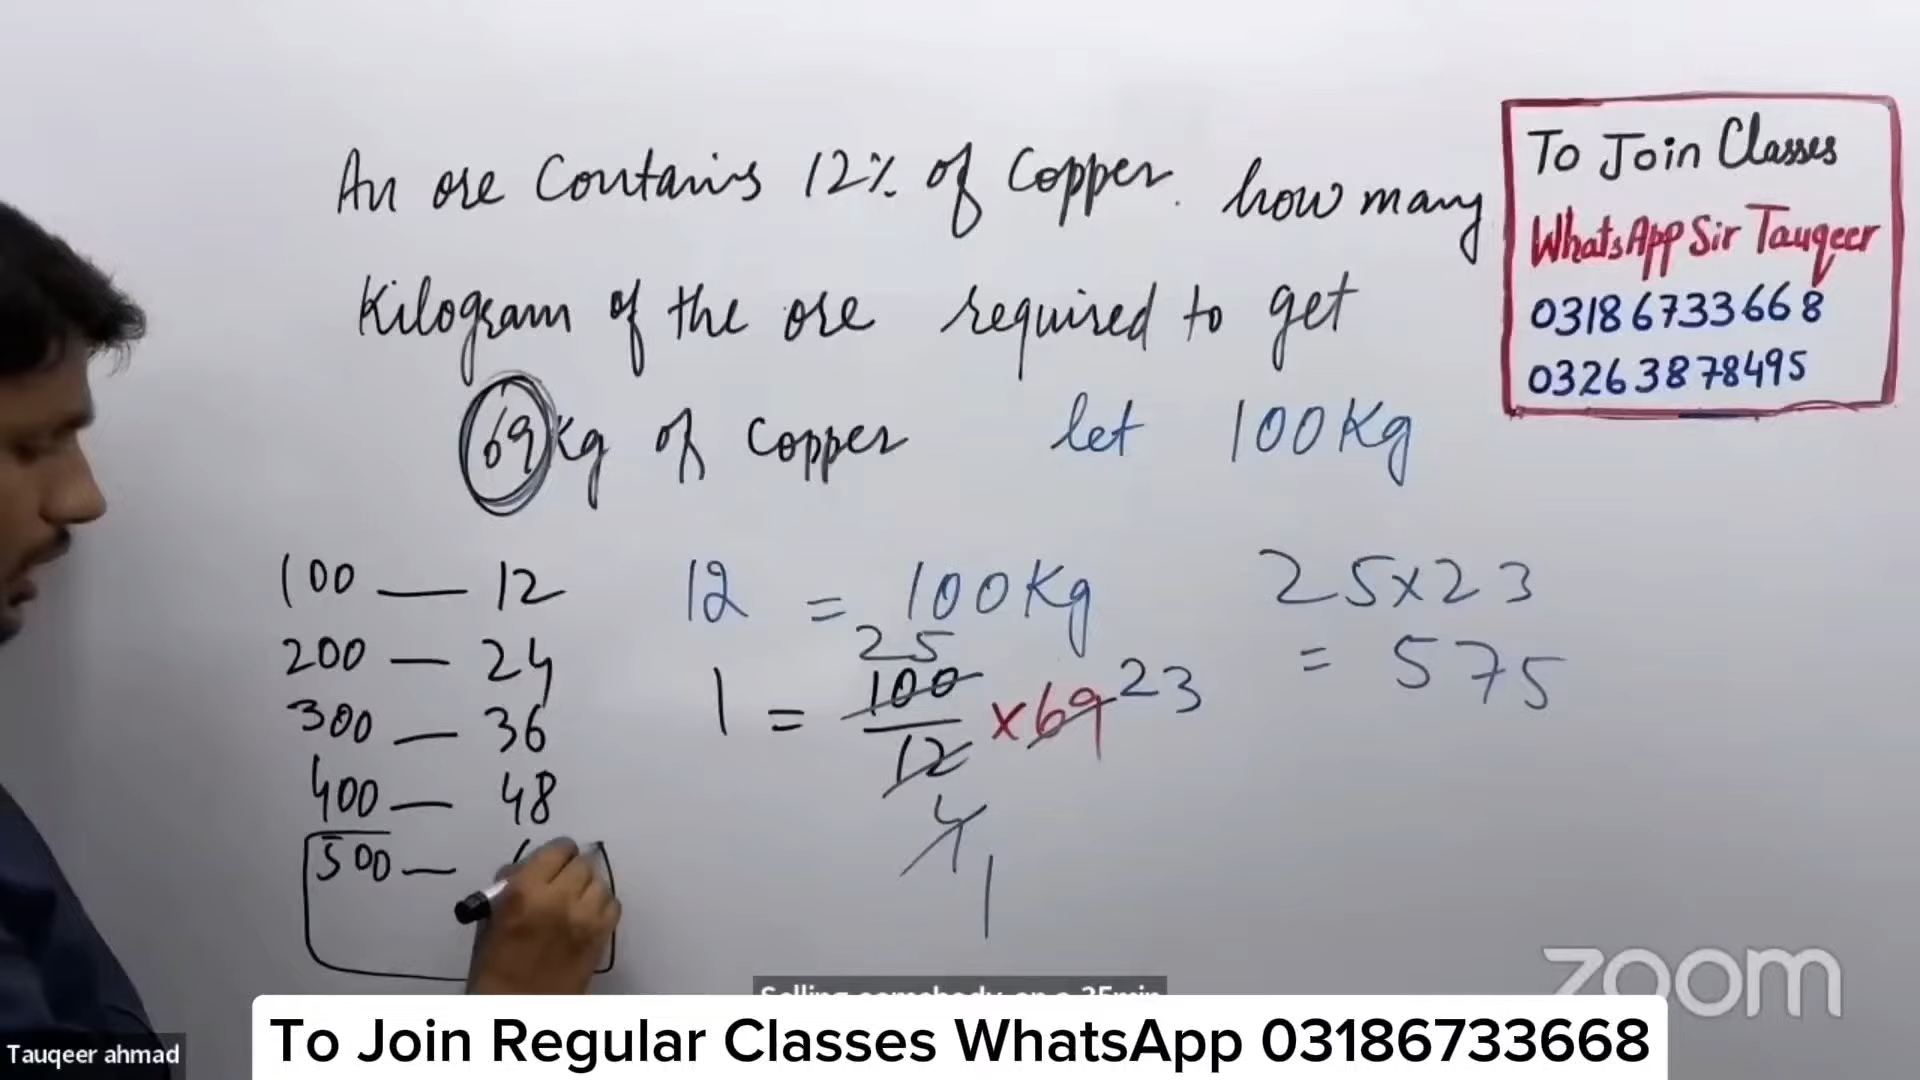 An ore Contains 12% of Copper. how many
Kilogram of the ore required to get
69 Kg of Copper let 100Kg
To Join Classes
WhatsApp Sir Tauqeer
03186733668
03263878495
100 — 12
200 — 24
300 — 36
400 — 48
500 —
12 = 100Kg
25
1 = 100 × 69 23
12
4
1
25×23
= 575
zoom
To Join Regular Classes WhatsApp 03186733668
Tauqeer ahmad